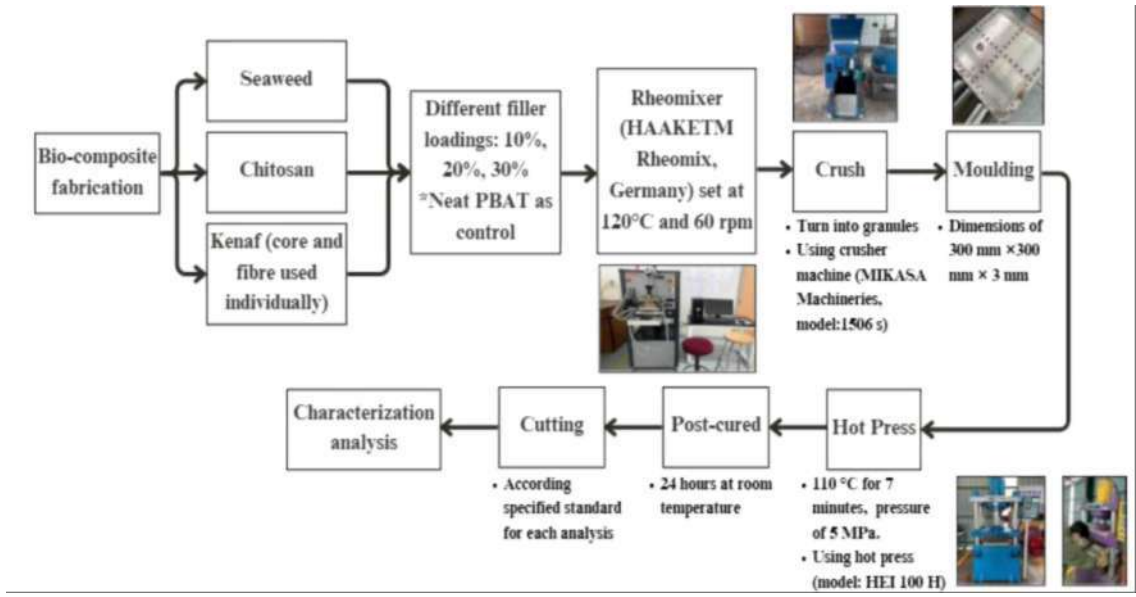 Bio-composite
fabrication
Seaweed
Chitosan
Kenaf (core and
fibre used
individually)
Different filler
loadings: 10%,
20%, 30%
*Neat PBAT as
control
Rheomixer
(HAAKETM
Rheomix,
Germany) set at
120°C and 60 rpm
Crush
• Turn into granules
• Using crusher
machine (MIKASA
Machineries,
model:1506 s)
Moulding
• Dimensions of
300 mm ×300
mm × 3 mm
Hot Press
• 110 °C for 7
minutes, pressure
of 5 MPa.
• Using hot press
(model: HEI 100 H)
Post-cured
• 24 hours at room
temperature
Cutting
• According
specified standard
for each analysis
Characterization
analysis